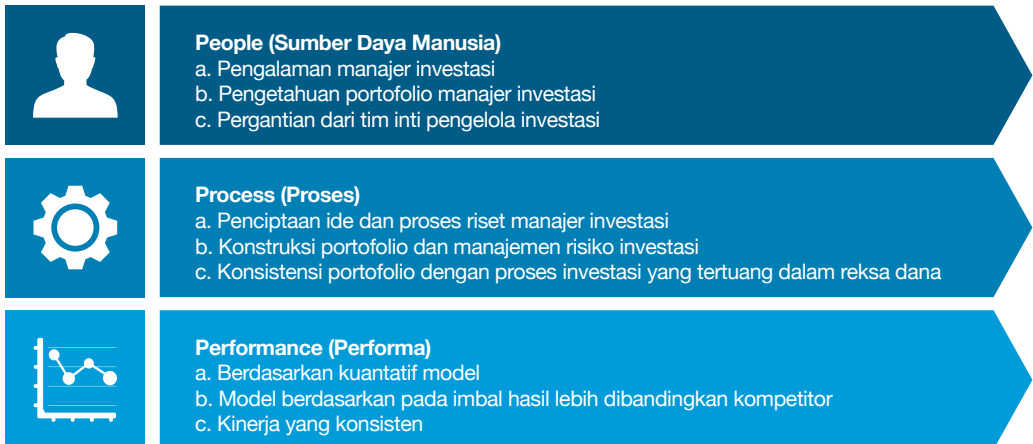 People (Sumber Daya Manusia)
a. Pengalaman manajer investasi
b. Pengetahuan portofolio manajer investasi
c. Pergantian dari tim inti pengelola investasi
Process (Proses)
a. Penciptaan ide dan proses riset manajer investasi
b. Konstruksi portofolio dan manajemen risiko investasi
c. Konsistensi portofolio dengan proses investasi yang tertuang dalam reksa dana
Performance (Performa)
a. Berdasarkan kuantatif model
b. Model berdasarkan pada imbal hasil lebih dibandingkan kompetitor
c. Kinerja yang konsisten